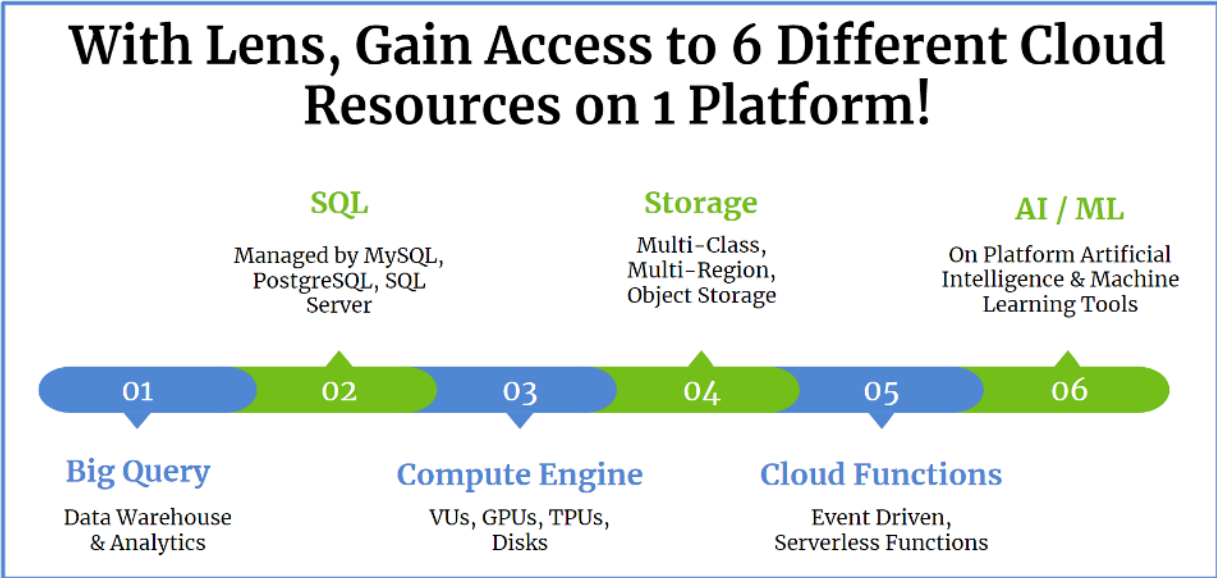 With Lens, Gain Access to 6 Different Cloud
Resources on 1 Platform!
SQL
Managed by MySQL,
PostgreSQL, SQL
Server
Storage
Multi-Class,
Multi-Region,
Object Storage
AI / ML
On Platform Artificial
Intelligence & Machine
Learning Tools
01
02
03
04
05
06
Big Query
Data Warehouse
& Analytics
Compute Engine
VUs, GPUs, TPUs,
Disks
Cloud Functions
Event Driven,
Serverless Functions